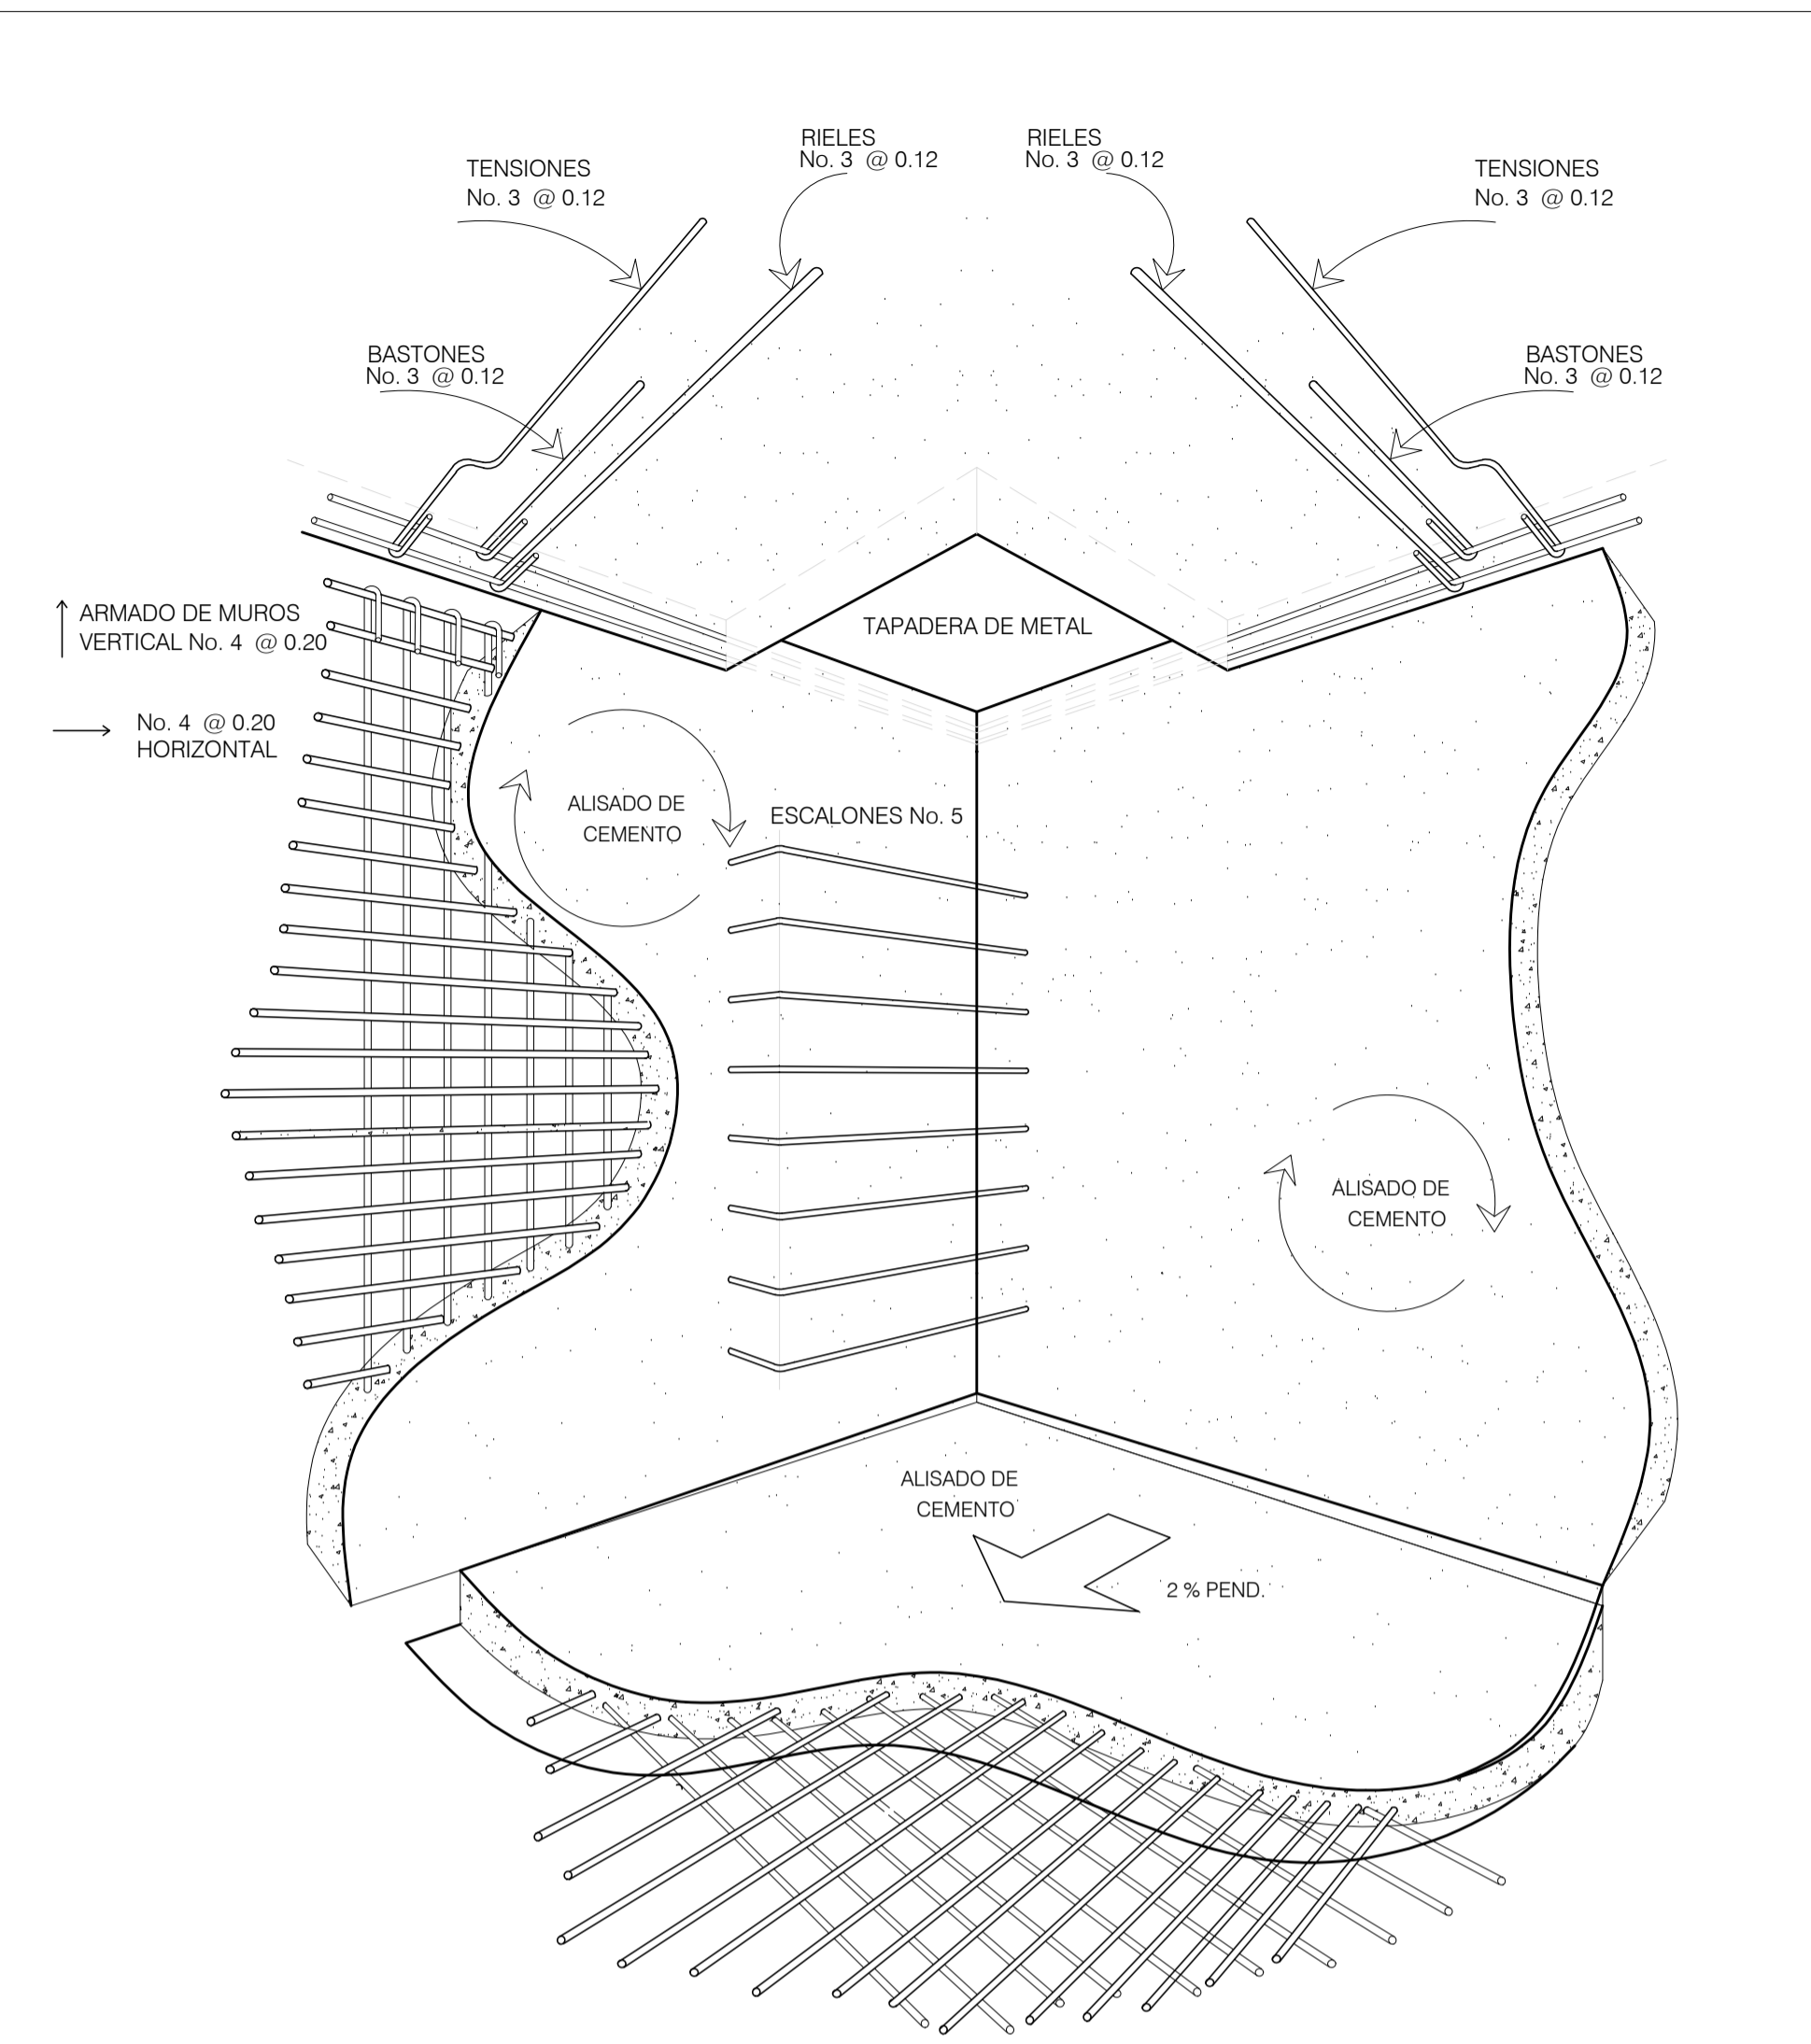 RIELES
No. 3 @ 0.12
RIELES
No. 3 @ 0.12
TENSIONES
No. 3 @ 0.12
TENSIONES
No. 3 @ 0.12
BASTONES
No. 3 @ 0.12
BASTONES
No. 3 @ 0.12
ARMADO DE MUROS
VERTICAL No. 4 @ 0.20
TAPADERA DE METAL
No. 4 @ 0.20
HORIZONTAL
ALISADO DE
CEMENTO
ESCALONES No. 5
ALISADO DE
CEMENTO
ALISADO DE
CEMENTO
2 % PEND.